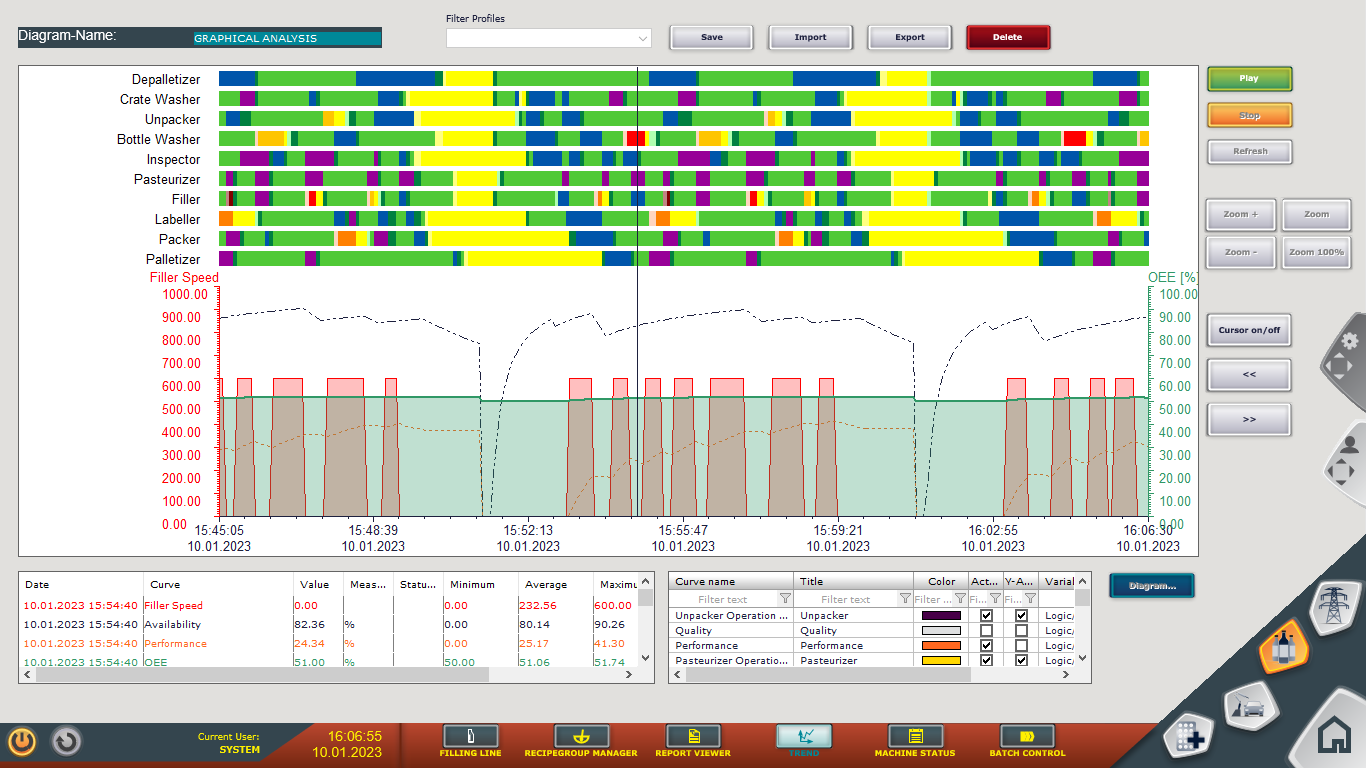 Filter Profiles
Diagram-Name: GRAPHICAL ANALYSIS Save Import Export Delete
Depalletizer
Crate Washer
Unpacker
Bottle Washer
Inspector
Pasteurizer
Filler
Labeller
Packer
Palletizer
Play
Stop
Refresh
Zoom + Zoom
Zoom - Zoom 100%
Cursor on/off
<<
>>
Filler Speed OEE [%]
1000.00 100.00
900.00 90.00
800.00 80.00
700.00 70.00
600.00 60.00
500.00 50.00
400.00 40.00
300.00 30.00
200.00 20.00
100.00 10.00
0.00 0.00
15:45:05 15:48:39 15:52:13 15:55:47 15:59:21 16:02:55 16:06:30
10.01.2023 10.01.2023 10.01.2023 10.01.2023 10.01.2023 10.01.2023 10.01.2023
Date Curve Value Meas... Statu... Minimum Average Maximu
10.01.2023 15:54:40 Filler Speed 0.00 0.00 232.56 600.00
10.01.2023 15:54:40 Availability 82.36 % 0.00 80.14 90.26
10.01.2023 15:54:40 Performance 24.34 % 0.00 25.17 41.30
10.01.2023 15:54:40 OEE 51.00 % 50.00 51.06 51.74
Curve name Title Color Act... Y-A... Varial
Filter text Filter text Filter ... Fi... Fi...
Unpacker Operation ... Unpacker Logic/
Quality Quality Logic/
Performance Performance Logic/
Pasteurizer Operatio... Pasteurizer Logic/
Diagram...
Current User:
SYSTEM
16:06:55
10.01.2023
FILLING LINE RECIPEGROUP MANAGER REPORT VIEWER TREND MACHINE STATUS BATCH CONTROL